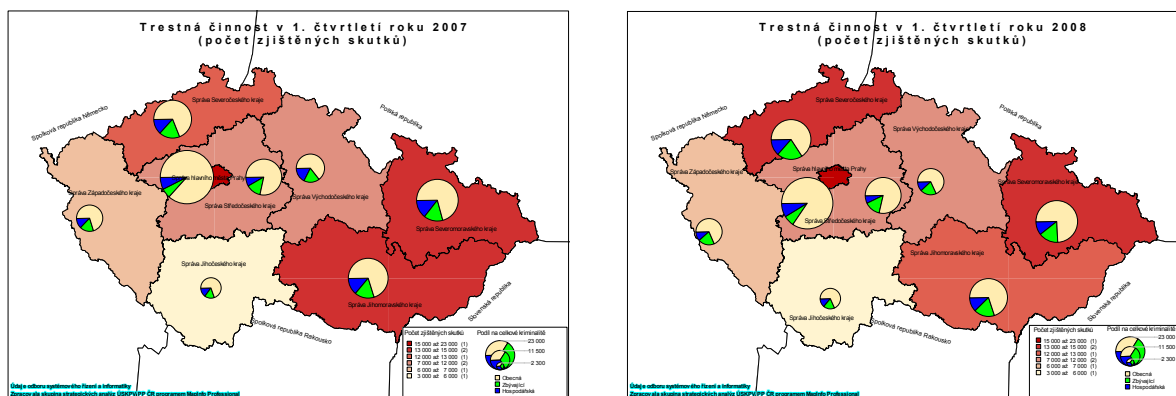 Trestná činnost v 1. čtvrtletí roku 2007
(počet zjištěných skutků)
Správa Severočeského kraje
Spolková republika Německo
Polská republika
Správa hlavního města Prahy
Správa Západočeského kraje
Správa Východočeského kraje
Správa Středočeského kraje
Správa Severomoravského kraje
Správa Jihočeského kraje
Správa Jihomoravského kraje
Slovenská republika
Spolková republika Rakousko
Počet zjištěných skutků
15 000 až 23 000 (1)
13 000 až 15 000 (2)
12 000 až 13 000 (1)
7 000 až 12 000 (2)
6 000 až 7 000 (1)
3 000 až 6 000 (1)
Podíl na celkové kriminalitě
23 000
11 500
2 300
Obecná
Zbývající
Hospodářská
Údaje odboru systémového řízení a informatiky
Zpracovala skupina strategických analýz ÚSKPV PP ČR programem MapInfo Professional
Trestná činnost v 1. čtvrtletí roku 2008
(počet zjištěných skutků)
Správa Severočeského kraje
Spolková republika Německo
Polská republika
Správa Východočeského kraje
Správa hlavního města Prahy
Správa Západočeského kraje
Správa Severomoravského kraje
Správa Středočeského kraje
Správa Jihomoravského kraje
Správa Jihočeského kraje
Slovenská republika
Spolková republika Rakousko
Počet zjištěných skutků
15 000 až 23 000 (1)
13 000 až 15 000 (2)
12 000 až 13 000 (1)
7 000 až 12 000 (2)
6 000 až 7 000 (1)
3 000 až 6 000 (1)
Podíl na celkové kriminalitě
23 000
11 500
2 300
Obecná
Zbývající
Hospodářská
Údaje odboru systémového řízení a informatiky
Zpracovala skupina strategických analýz ÚSKPV PP ČR programem MapInfo Professional